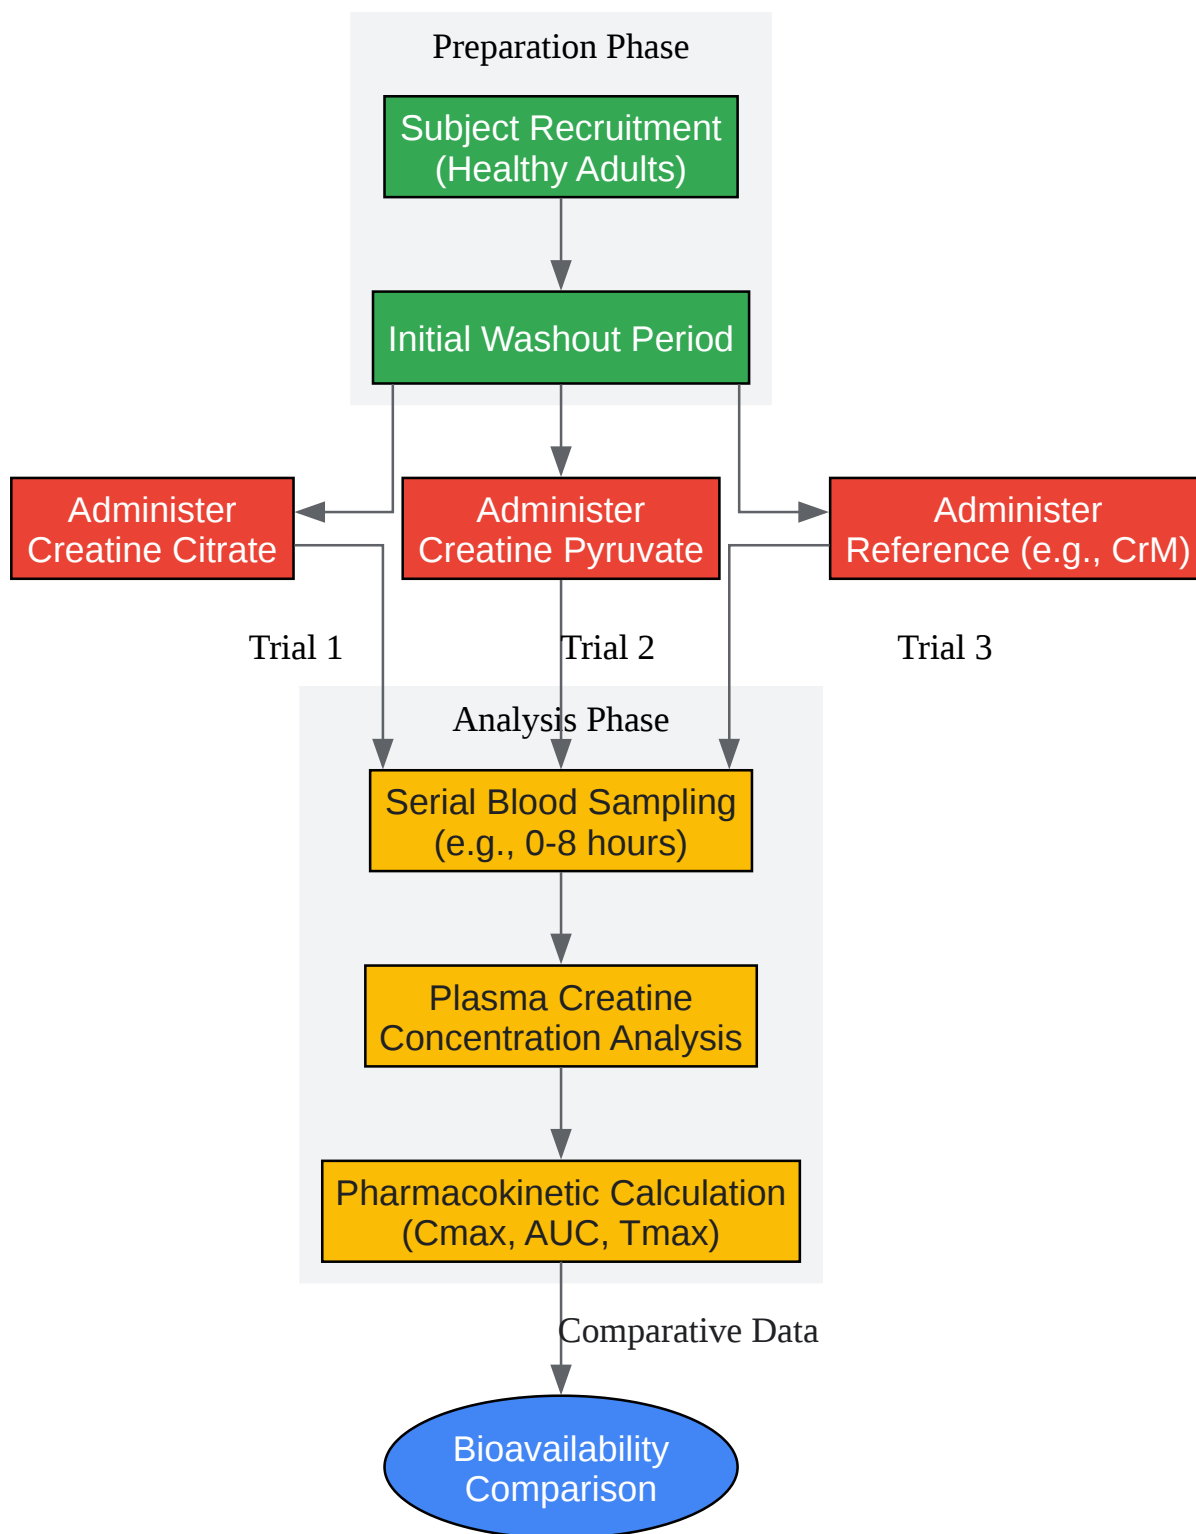 Preparation Phase
Subject Recruitment
(Healthy Adults)
Initial Washout Period
Administer
Creatine Citrate
Administer
Creatine Pyruvate
Administer
Reference (e.g., CrM)
Trial 1
Trial 2
Trial 3
Analysis Phase
Serial Blood Sampling
(e.g., 0-8 hours)
Plasma Creatine
Concentration Analysis
Pharmacokinetic Calculation
(Cmax, AUC, Tmax)
Comparative Data
Bioavailability
Comparison